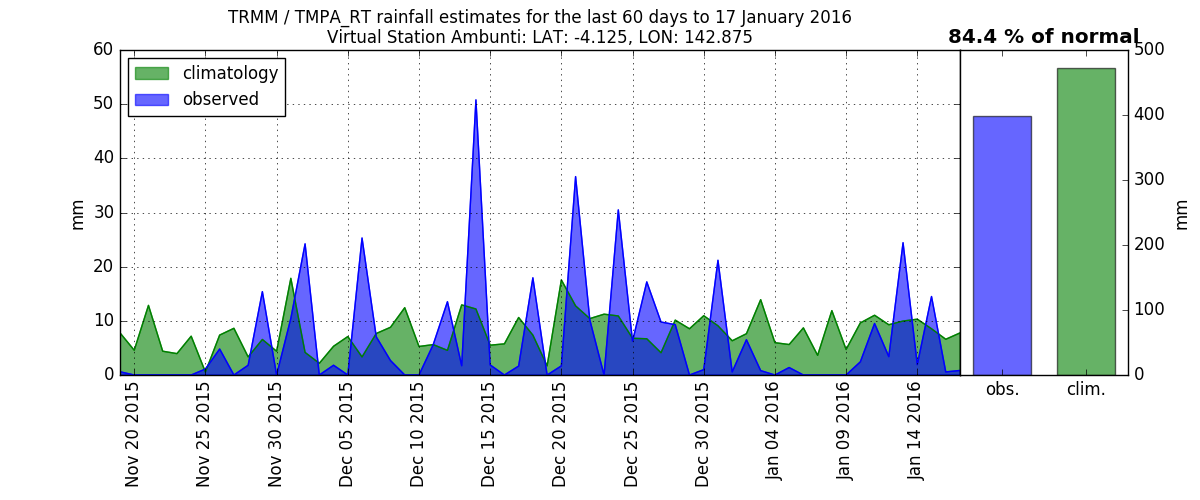 TRMM / TMPA_RT rainfall estimates for the last 60 days to 17 January 2016
Virtual Station Ambunti: LAT: -4.125, LON: 142.875
84.4 % of normal
climatology
observed
60
50
40
30
20
10
0
mm
Nov 20 2015
Nov 25 2015
Nov 30 2015
Dec 05 2015
Dec 10 2015
Dec 15 2015
Dec 20 2015
Dec 25 2015
Dec 30 2015
Jan 04 2016
Jan 09 2016
Jan 14 2016
500
400
300
200
100
0
mm
obs.
clim.